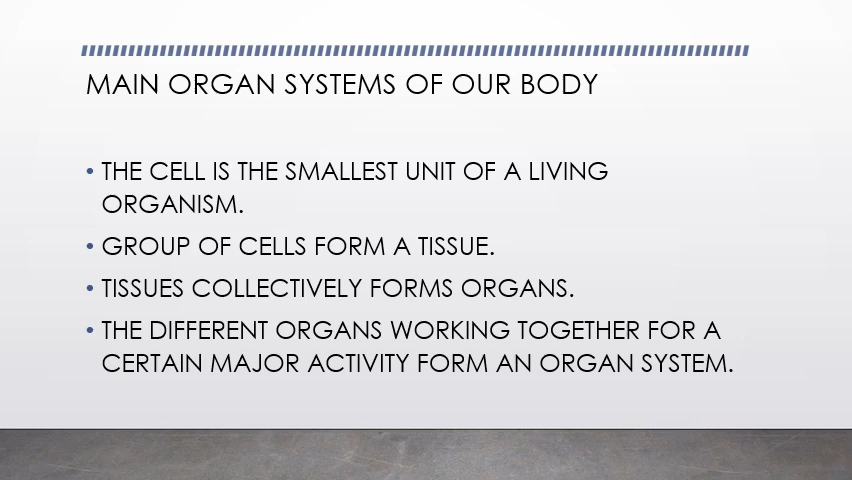 MAIN ORGAN SYSTEMS OF OUR BODY
• THE CELL IS THE SMALLEST UNIT OF A LIVING
ORGANISM.
• GROUP OF CELLS FORM A TISSUE.
• TISSUES COLLECTIVELY FORMS ORGANS.
• THE DIFFERENT ORGANS WORKING TOGETHER FOR A
CERTAIN MAJOR ACTIVITY FORM AN ORGAN SYSTEM.